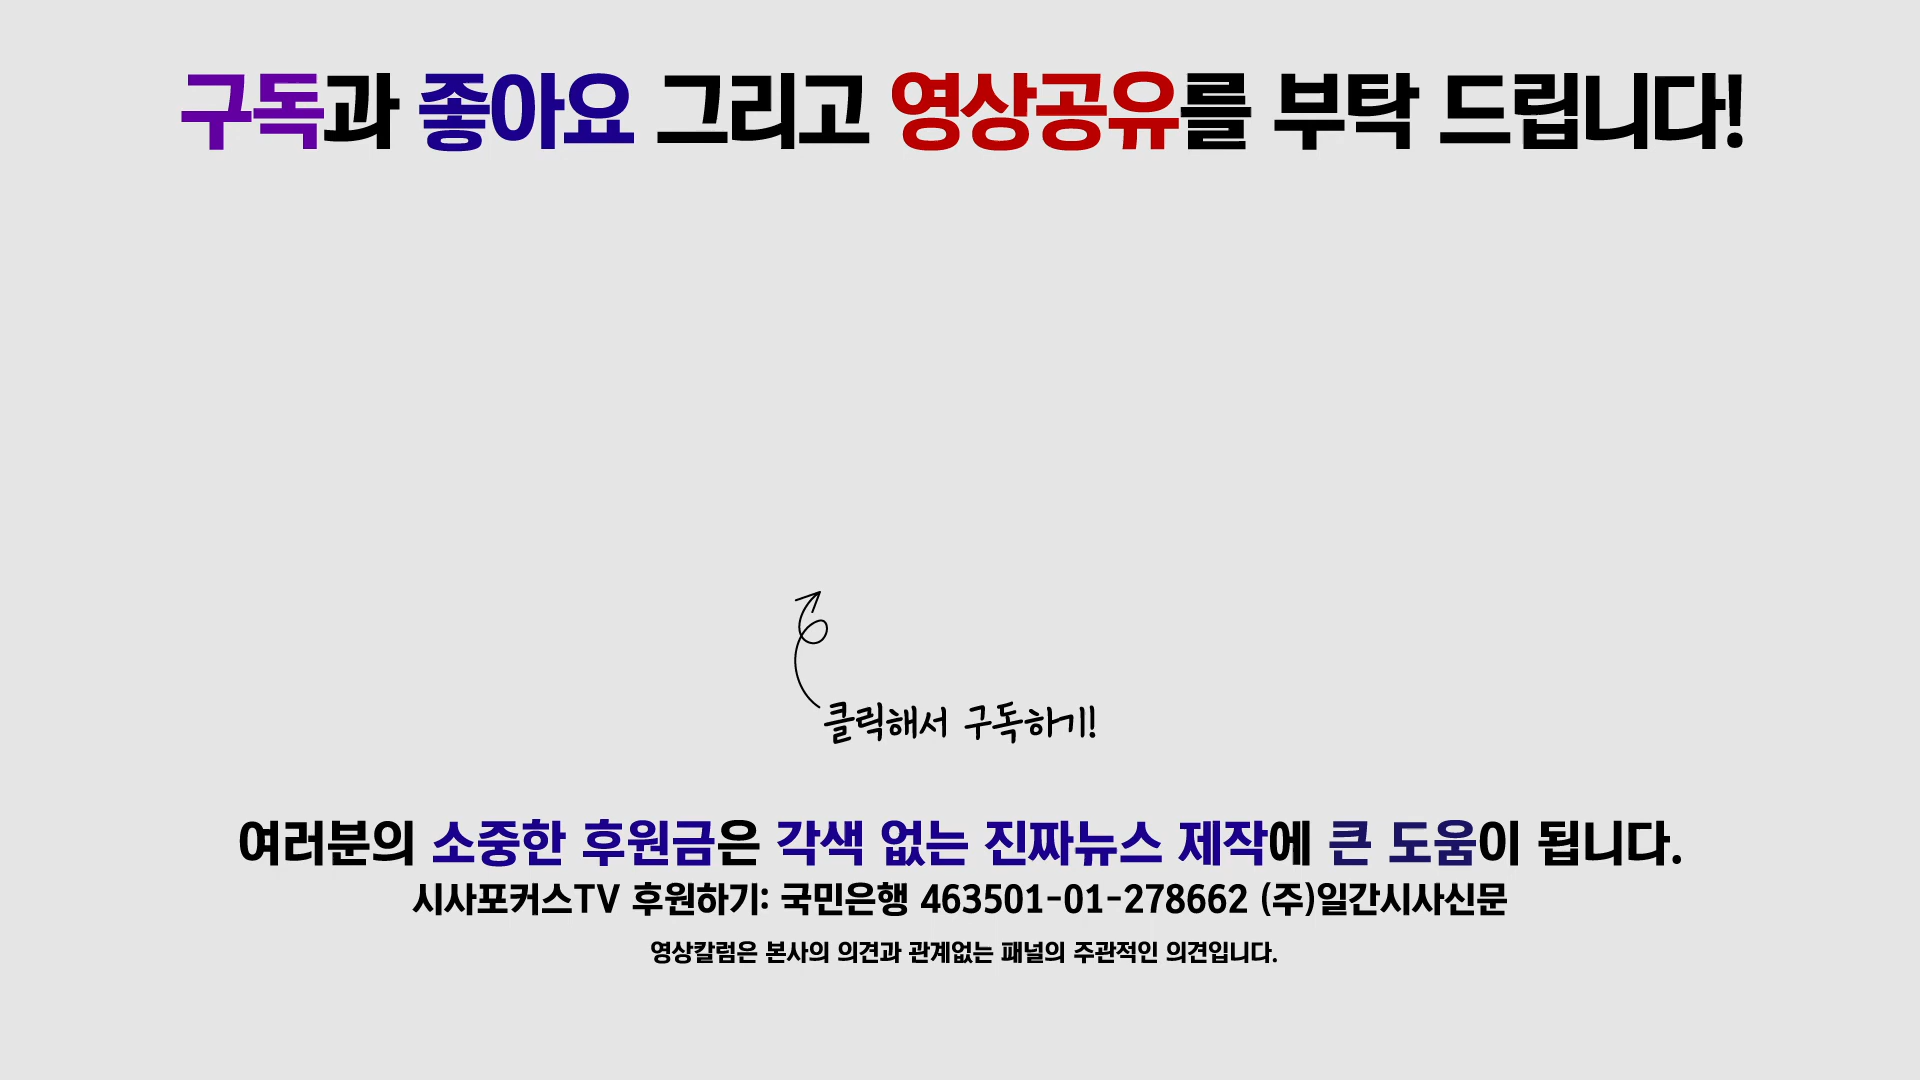 구독과 좋아요 그리고 영상공유를 부탁 드립니다!
클릭해서 구독하기!
여러분의 소중한 후원금은 각색 없는 진짜뉴스 제작에 큰 도움이 됩니다.
시사포커스TV 후원하기: 국민은행 463501-01-278662 (주)일간시사신문
영상칼럼은 본사의 의견과 관계없는 패널의 주관적인 의견입니다.